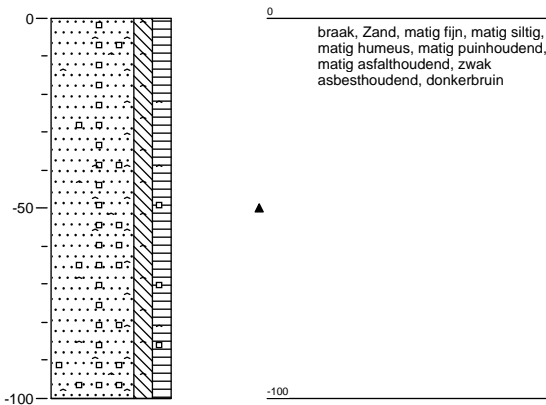 0
-50
-100
0
braak, Zand, matig fijn, matig siltig,
matig humeus, matig puinhoudend,
matig asfalthoudend, zwak
asbesthoudend, donkerbruin
-100